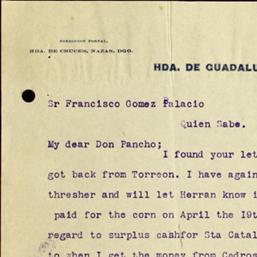 DIRECCION POSTAL,
HDA. DE CRUCES, NAZAS, DGO.
HDA. DE GUADALU
Sr Francisco Gomez Palacio
Quien Sabe.
My dear Don Pancho;
I found your let
got back from Torreon. I have again
thresher and will let Herran know i
paid for the corn on April the 19t
regard to surplus cashfor Sta Catal
to when I get the money from Cedros